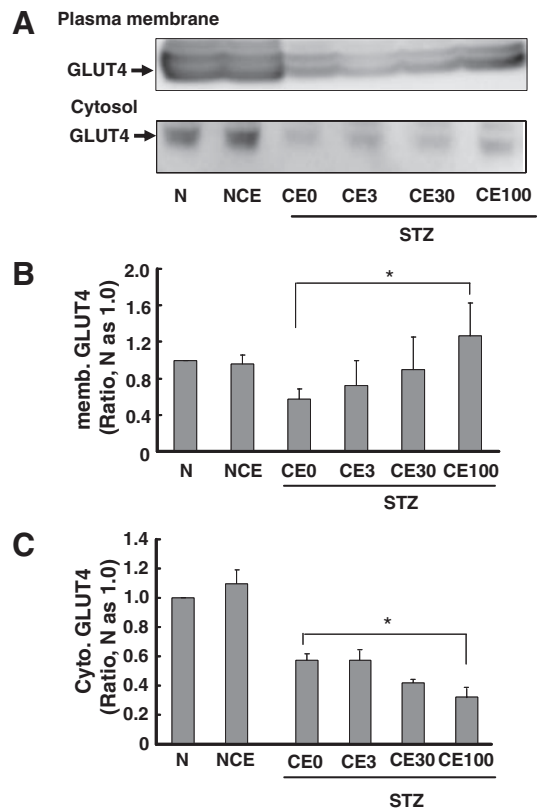 A Plasma membrane
GLUT4
Cytosol
GLUT4
N NCE CE0 CE3 CE30 CE100
STZ
B
memb. GLUT4
(Ratio, N as 1.0)
2.0
1.6
1.2
0.8
0.4
0
*
N NCE CE0 CE3 CE30 CE100
STZ
C
Cyto. GLUT4
(Ratio, N as 1.0)
1.4
1.2
1.0
0.8
0.6
0.4
0.2
0
*
N NCE CE0 CE3 CE30 CE100
STZ